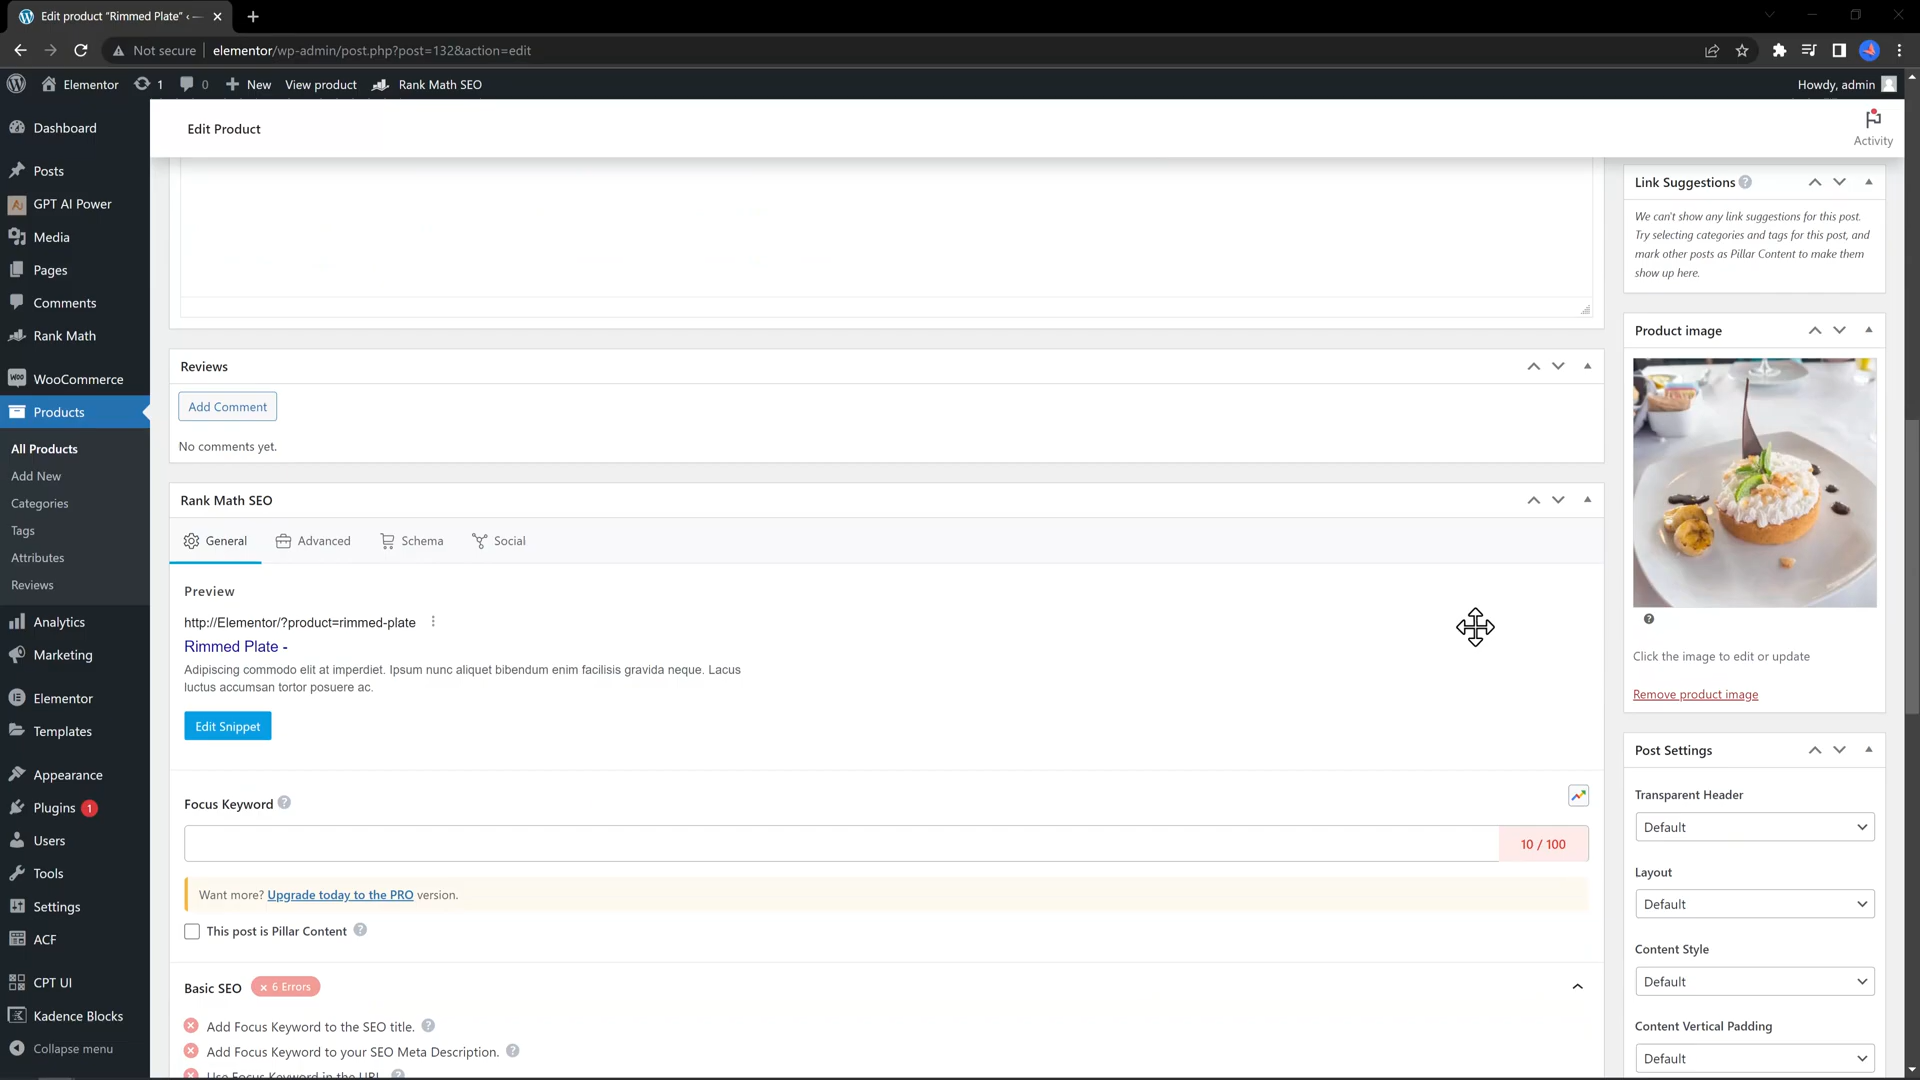 Edit product “Rimmed Plate” ‹ —
Not secure
elementor/wp-admin/post.php?post=132&action=edit
Elementor
1
0
New
View product
Rank Math SEO
Howdy, admin
Dashboard
Posts
GPT AI Power
Media
Pages
Comments
Rank Math
WooCommerce
Products
All Products
Add New
Categories
Tags
Attributes
Reviews
Analytics
Marketing
Elementor
Templates
Appearance
Plugins 1
Users
Tools
Settings
ACF
CPT UI
Kadence Blocks
Collapse menu
Edit Product
Activity
Reviews
Add Comment
No comments yet.
Rank Math SEO
General
Advanced
Schema
Social
Preview
http://Elementor/?product=rimmed-plate
Rimmed Plate -
Adipiscing commodo elit at imperdiet. Ipsum nunc aliquet bibendum enim facilisis gravida neque. Lacus
luctus accumsan tortor posuere ac.
Edit Snippet
Focus Keyword
10 / 100
Want more? Upgrade today to the PRO version.
This post is Pillar Content
Basic SEO
× 6 Errors
Add Focus Keyword to the SEO title.
Add Focus Keyword to your SEO Meta Description.
Use Focus Keyword in the URL.
Link Suggestions
We can't show any link suggestions for this post.
Try selecting categories and tags for this post, and
mark other posts as Pillar Content to make them
show up here.
Product image
Click the image to edit or update
Remove product image
Post Settings
Transparent Header
Default
Layout
Default
Content Style
Default
Content Vertical Padding
Default